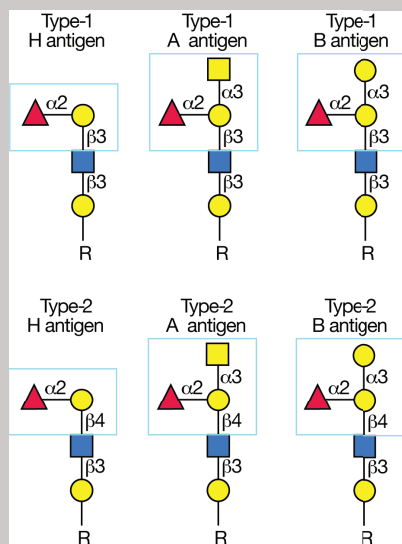 Type-1
H antigen
α2
β3
β3
R
Type-1
A antigen
α3
α2
β3
β3
R
Type-1
B antigen
α3
α2
β3
β3
R
Type-2
H antigen
α2
β4
β3
R
Type-2
A antigen
α3
α2
β4
β3
R
Type-2
B antigen
α3
α2
β4
β3
R